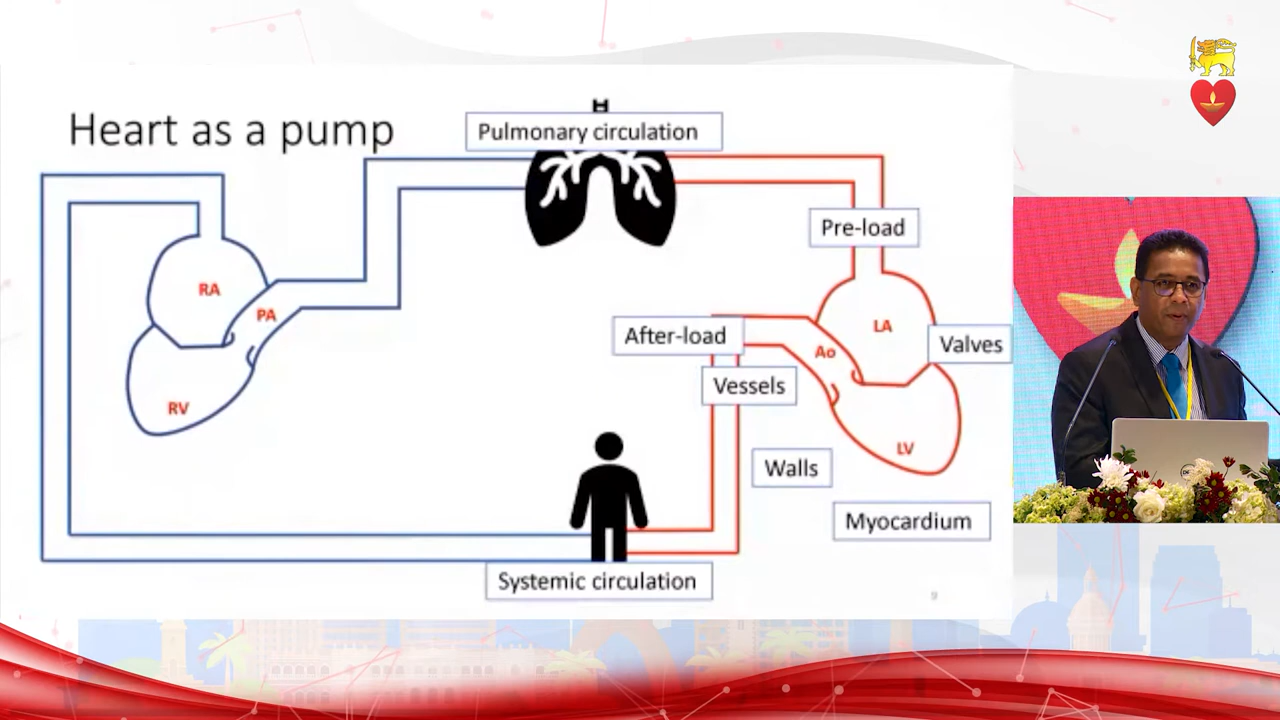 Heart as a pump
Pulmonary circulation
Pre-load
RA
PA
LA
After-load
Ao
Valves
Vessels
RV
LV
Walls
Myocardium
Systemic circulation
9